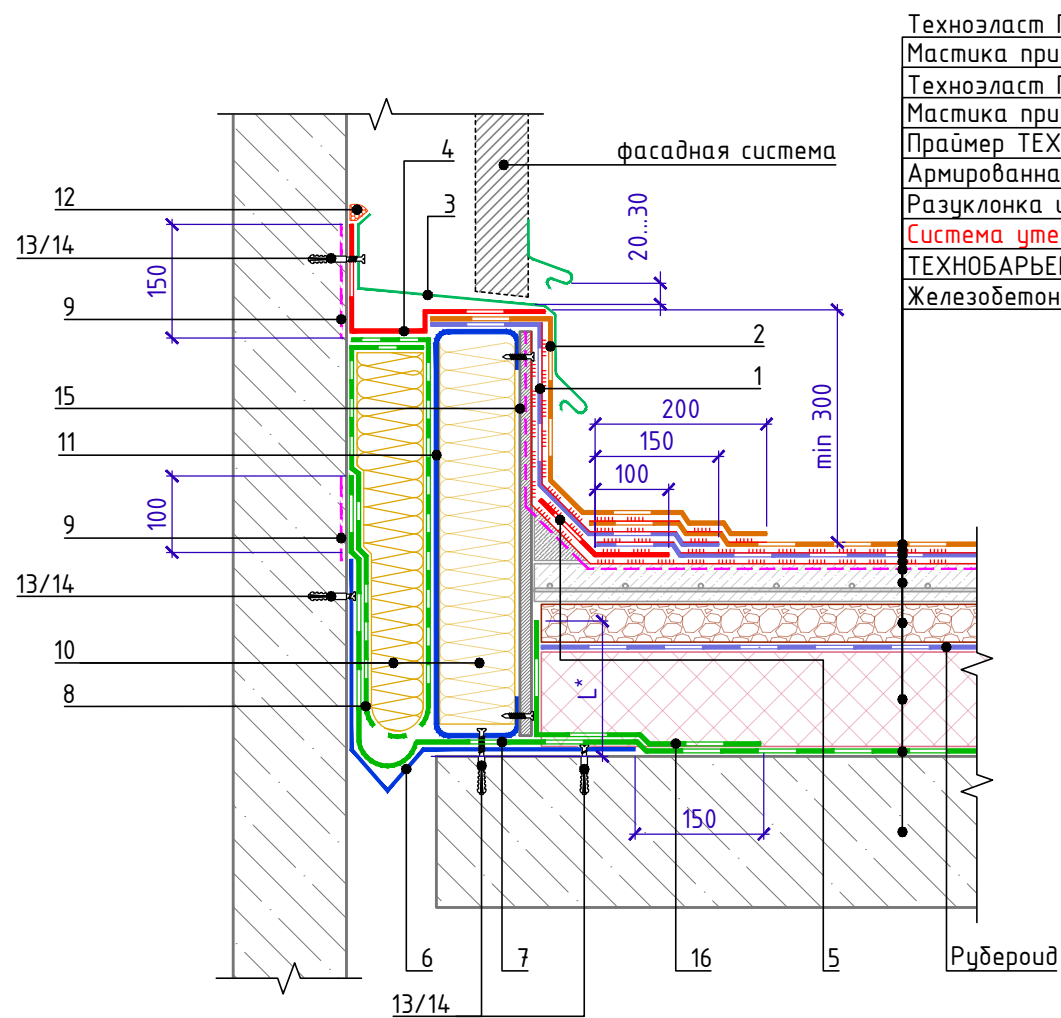 Техноэласт П
Мастика при
Техноэласт П
Мастика при
Праймер ТЕХ
Армированна
Разуклонка и
Система уте
ТЕХНОБАРЬЕ
Железобетон
фасадная система
4
12
3
13/14
20...30
150
9
2
1
15
200
min 300
11
150
100
100
9
13/14
10
L*
8
150
6
7
16
5
Рубероид
13/14